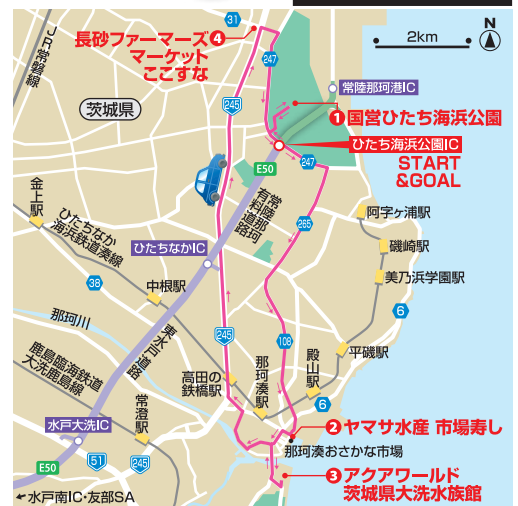 31
長砂ファーマーズ❹
マーケット
ここすな
247
2km
N
JR常磐線
茨城県
245
常陸那珂港IC
❶国営ひたち海浜公園
ひたち海浜公園IC
START
&GOAL
E50
247
金上駅
ひたちなか
海浜鉄道湊線
常陸那珂
有料道路
265
阿字ヶ浦駅
磯崎駅
美乃浜学園駅
ひたちなかIC
38
中根駅
6
那珂川
東水戸道路
245
108
平磯駅
鹿島臨海鉄道
大洗鹿島線
高田の
鉄橋駅
那珂湊駅
殿山駅
6
常澄駅
水戸大洗IC
❷ヤマサ水産 市場寿し
那珂湊おさかな市場
E50
51
245
❸アクアワールド
茨城県大洗水族館
水戸南IC・友部SA